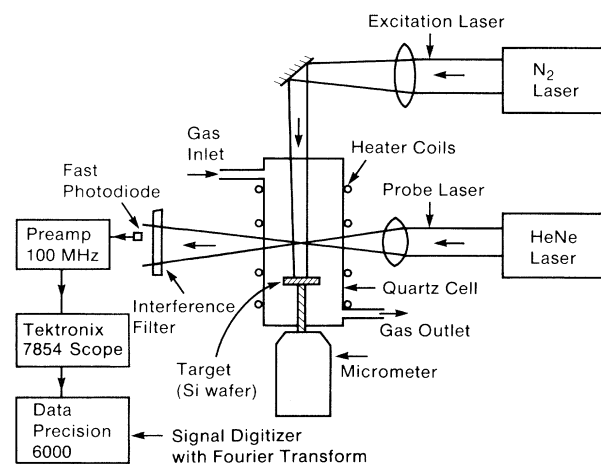 Excitation Laser
N₂
Laser
Gas
Inlet
Heater Coils
Fast
Photodiode
Probe Laser
Preamp
100 MHz
HeNe
Laser
Interference
Filter
Quartz Cell
Gas Outlet
Tektronix
7854 Scope
Target
(Si wafer)
Micrometer
Data
Precision
6000
Signal Digitizer
with Fourier Transform